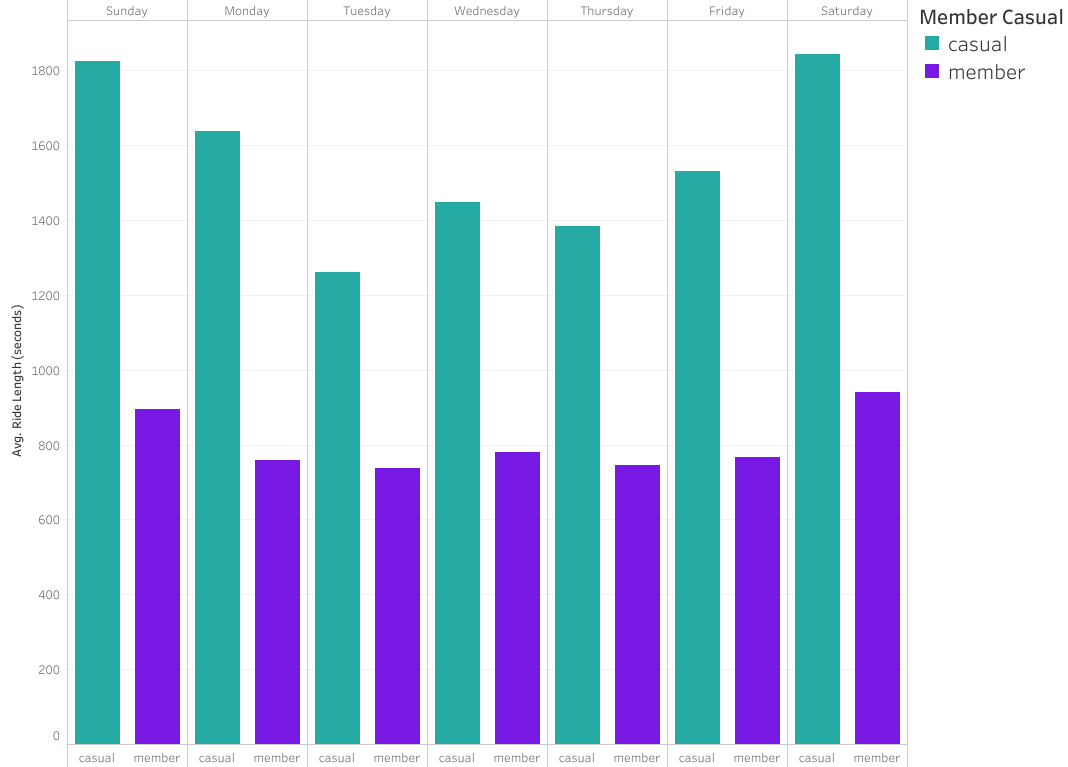 Sunday Monday Tuesday Wednesday Thursday Friday Saturday
Member Casual
casual
member
1800
1600
1400
1200
1000
800
600
400
200
0
Avg. Ride Length (seconds)
casual member casual member casual member casual member casual member casual member casual member